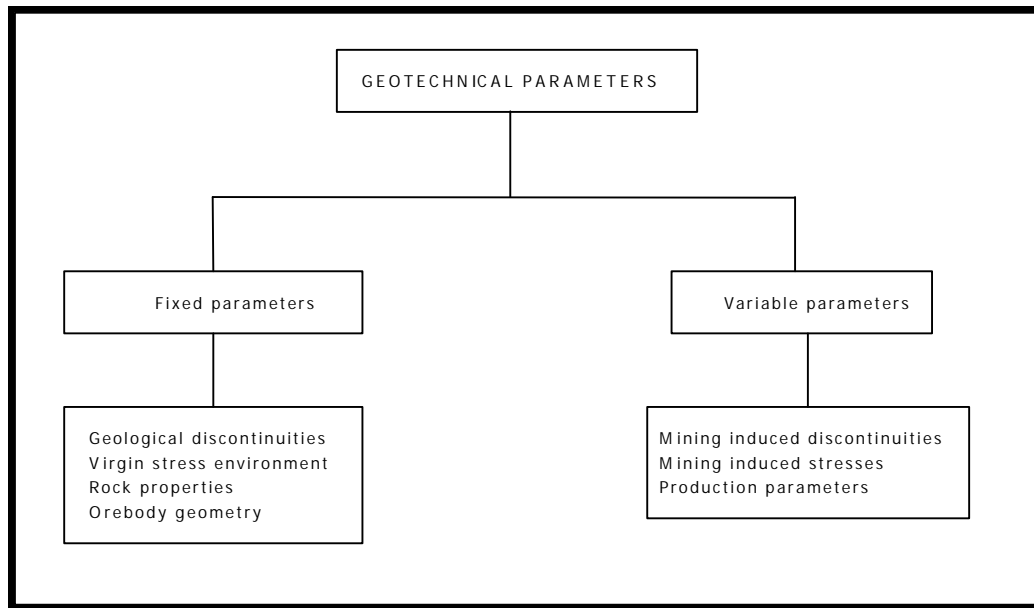 GEOTECHNICAL PARAMETERS
Fixed parameters
Variable parameters
Geological discontinuities
Virgin stress environment
Rock properties
Orebody geometry
Mining induced discontinuities
Mining induced stresses
Production parameters